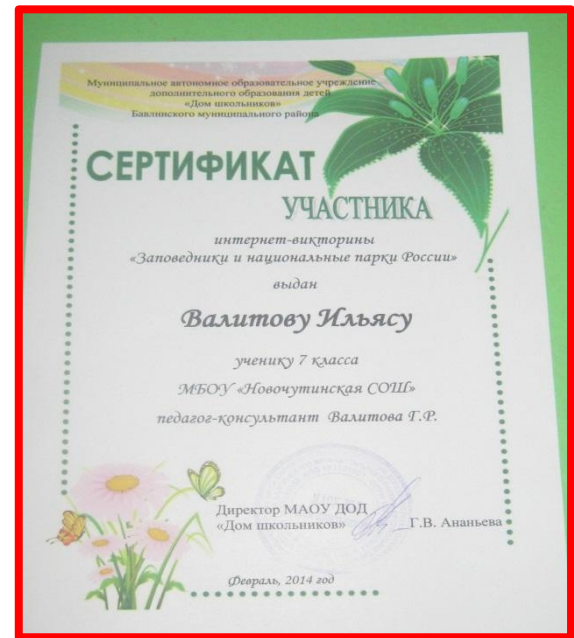 Муниципальное автономное образовательное учреждение
дополнительного образования детей
«Дом школьников»
Бавлинского муниципального района
СЕРТИФИКАТ
УЧАСТНИКА
интернет-викторины
«Заповедники и национальные парки России»
выдан
Валитову Ильясу
ученику 7 класса
МБОУ «Новочутинская СОШ»
педагог-консультант Валитова Г.Р.
Директор МАОУ ДОД
«Дом школьников» Г.В. Ананьева
Февраль, 2014 год